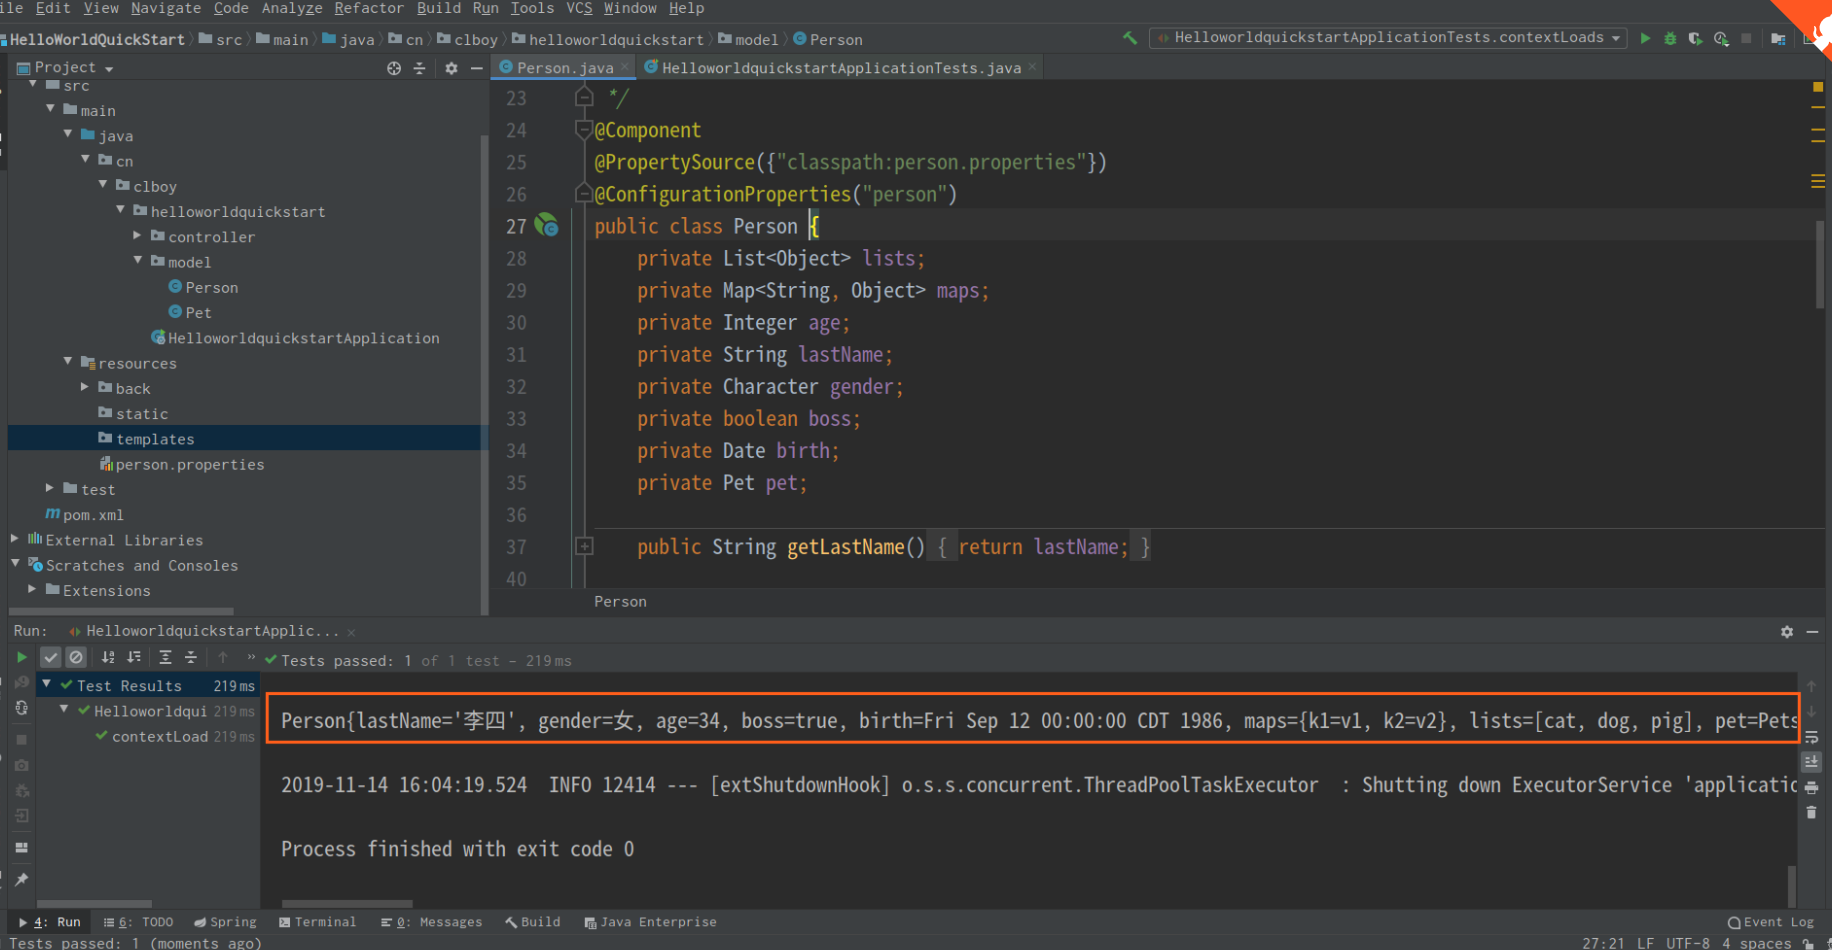 ile Edit View Navigate Code Analyze Refactor Build Run Tools VCS Window Help
HelloWorldQuickStart src main java cn clboy helloworldquickstart model Person HelloworldquickstartApplicationTests.contextLoads
Project
Person.java HelloworldquickstartApplicationTests.java
src
main
java
cn
clboy
helloworldquickstart
controller
model
Person
Pet
HelloworldquickstartApplication
resources
back
static
templates
person.properties
test
pom.xml
External Libraries
Scratches and Consoles
Extensions
23 */
24 @Component
25 @PropertySource({"classpath:person.properties"})
26 @ConfigurationProperties("person")
27 public class Person {
28 private List<Object> lists;
29 private Map<String, Object> maps;
30 private Integer age;
31 private String lastName;
32 private Character gender;
33 private boolean boss;
34 private Date birth;
35 private Pet pet;
36
37 public String getLastName() { return lastName; }
40
Person
Run: HelloworldquickstartApplic...
Tests passed: 1 of 1 test – 219 ms
Test Results 219 ms
Helloworldqui 219 ms
contextLoad 219 ms
Person{lastName='李四', gender=女, age=34, boss=true, birth=Fri Sep 12 00:00:00 CDT 1986, maps={k1=v1, k2=v2}, lists=[cat, dog, pig], pet=Pets
2019-11-14 16:04:19.524 INFO 12414 --- [extShutdownHook] o.s.s.concurrent.ThreadPoolTaskExecutor : Shutting down ExecutorService 'applicatio
Process finished with exit code 0
4: Run 6: TODO Spring Terminal 0: Messages Build Java Enterprise Event Log
Tests passed: 1 (moments ago) 27:21 LF UTF-8 4 spaces